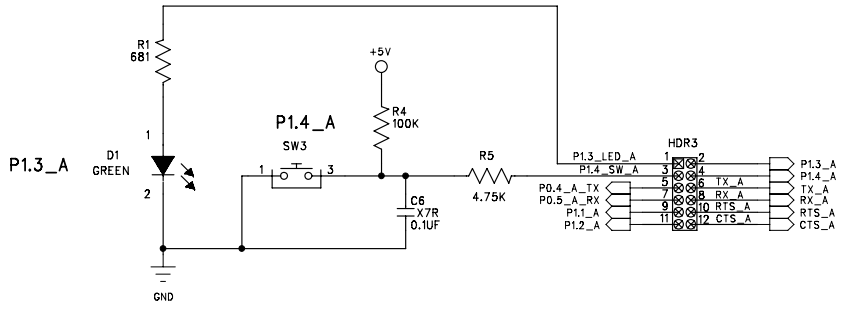 R1
681
+5V
R4
100K
P1.4_A
SW3
1
3
1
D1
GREEN
P1.3_A
2
R5
4.75K
C6
X7R
0.1UF
GND
HDR3
P1.3_LED_A 1 2 P1.3_A
P1.4_SW_A 3 4 P1.4_A
P0.4_A_TX 5 6 TX_A TX_A
P0.5_A_RX 7 8 RX_A RX_A
P1.1_A 9 10 RTS_A RTS_A
P1.2_A 11 12 CTS_A CTS_A